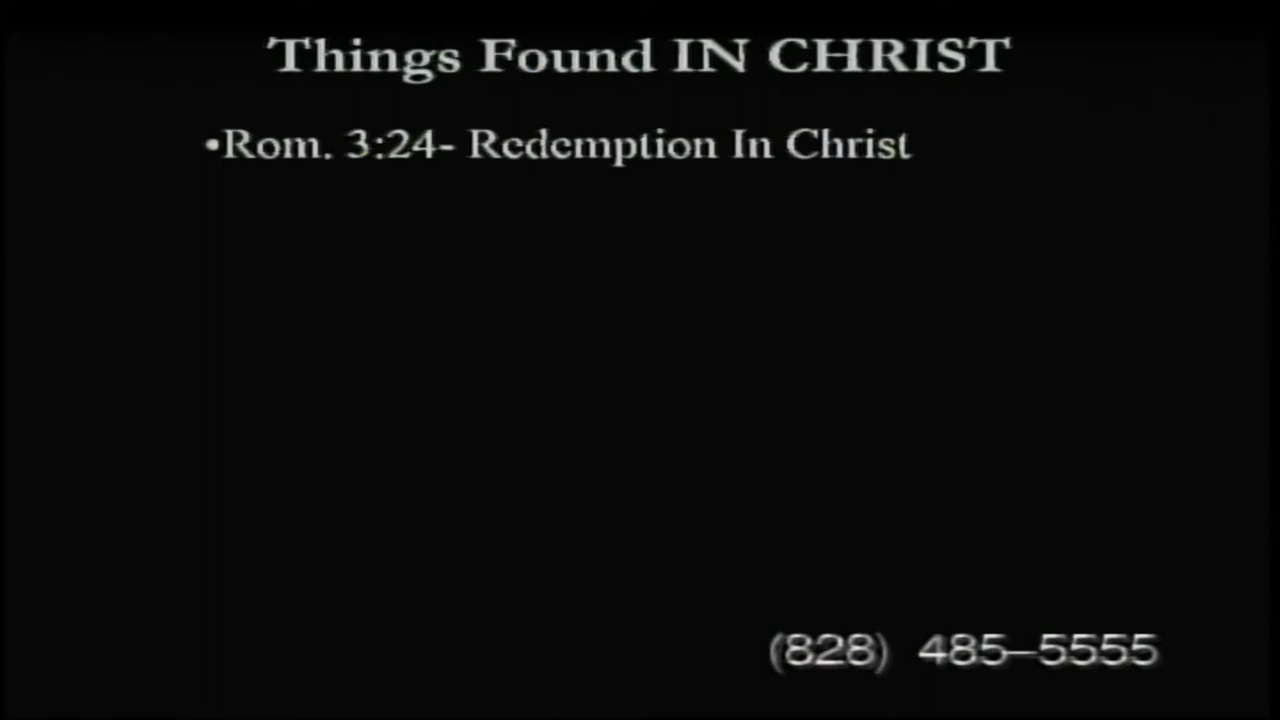 Things Found IN CHRIST
•Rom. 3:24- Redemption In Christ
(828) 485–5555